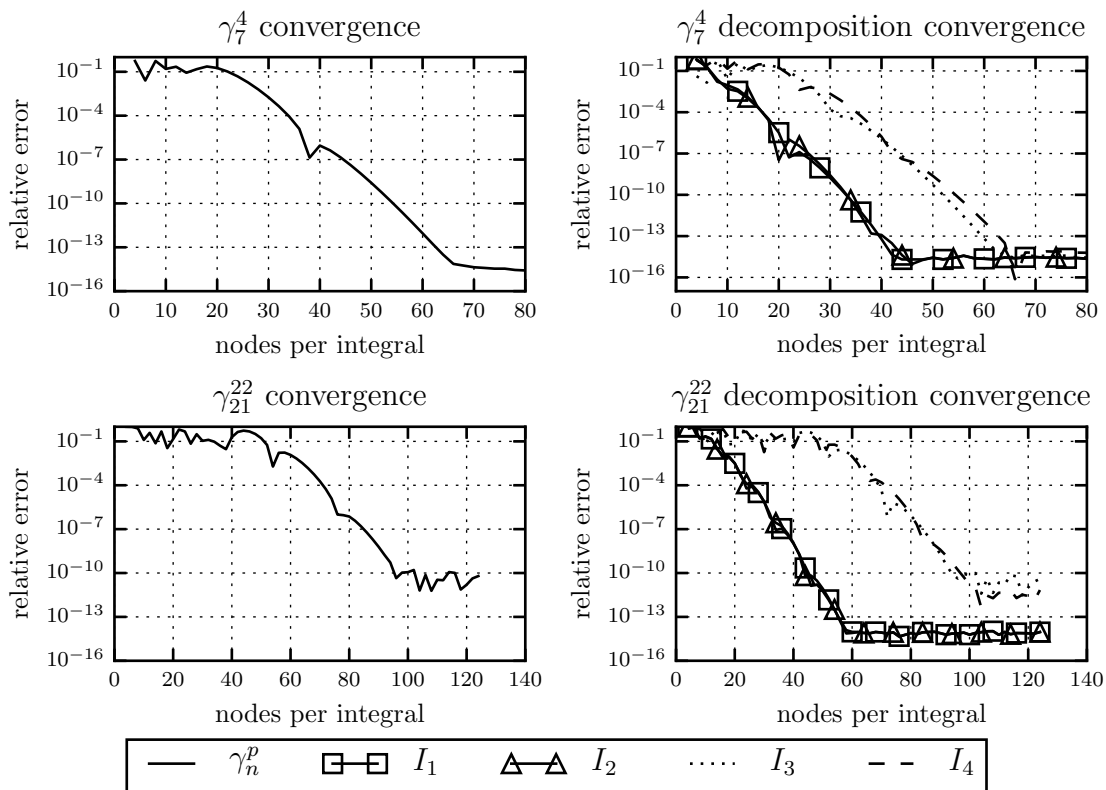 γ_7^4 convergence
relative error
10^−1
10^−4
10^−7
10^−10
10^−13
10^−16
0 10 20 30 40 50 60 70 80
nodes per integral
γ_7^4 decomposition convergence
relative error
10^−1
10^−4
10^−7
10^−10
10^−13
10^−16
0 10 20 30 40 50 60 70 80
nodes per integral
γ_21^22 convergence
relative error
10^−1
10^−4
10^−7
10^−10
10^−13
10^−16
0 20 40 60 80 100 120 140
nodes per integral
γ_21^22 decomposition convergence
relative error
10^−1
10^−4
10^−7
10^−10
10^−13
10^−16
0 20 40 60 80 100 120 140
nodes per integral
γ_n^p I_1 I_2 I_3 I_4